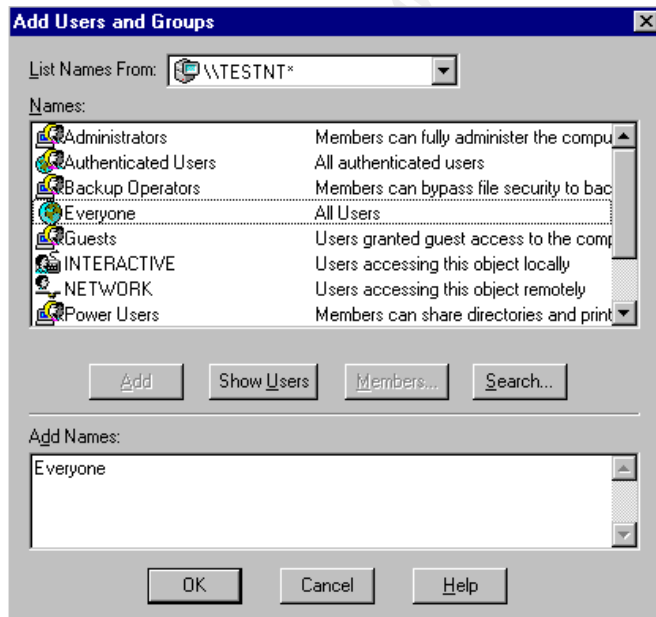 Add Users and Groups
List Names From: \\TESTNT*
Names:
Administrators Members can fully administer the compu
Authenticated Users All authenticated users
Backup Operators Members can bypass file security to bac
Everyone All Users
Guests Users granted guest access to the comp
INTERACTIVE Users accessing this object locally
NETWORK Users accessing this object remotely
Power Users Members can share directories and print
Add Show Users Members... Search...
Add Names:
Everyone
OK Cancel Help